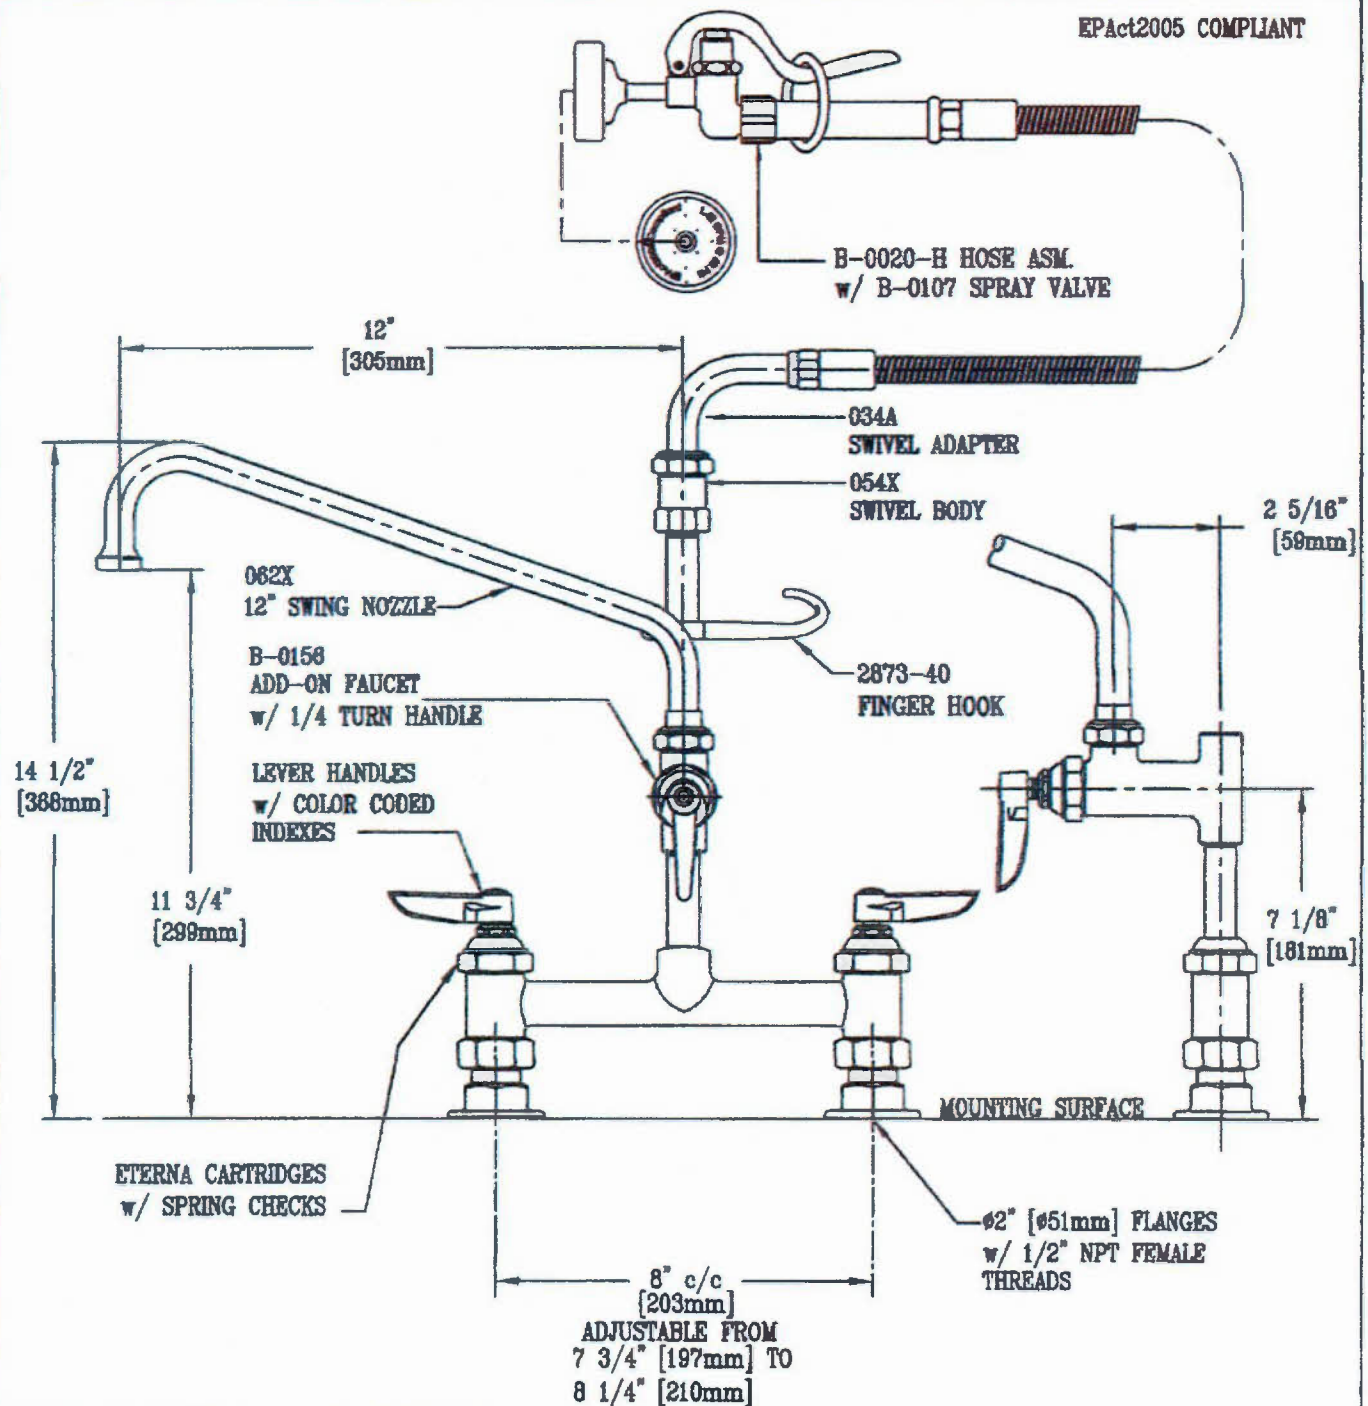 EPAct2005 COMPLIANT
B-0020-H HOSE ASM.
w/ B-0107 SPRAY VALVE
12"
[305mm]
034A
SWIVEL ADAPTER
054X
SWIVEL BODY
2 5/16"
[59mm]
062X
12" SWING NOZZLE
B-0156
ADD-ON FAUCET
w/ 1/4 TURN HANDLE
2873-40
FINGER HOOK
14 1/2"
[368mm]
LEVER HANDLES
w/ COLOR CODED
INDEXES
11 3/4"
[299mm]
7 1/8"
[181mm]
MOUNTING SURFACE
ETERNA CARTRIDGES
w/ SPRING CHECKS
ø2" [ø51mm] FLANGES
w/ 1/2" NPT FEMALE
THREADS
8" c/c
[203mm]
ADJUSTABLE FROM
7 3/4" [197mm] TO
8 1/4" [210mm]